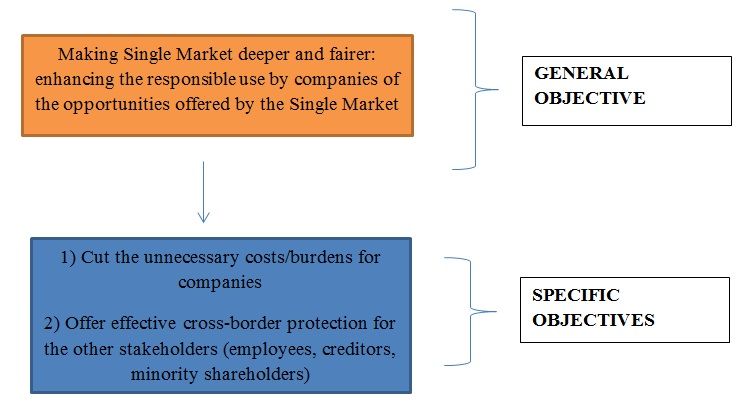 Making Single Market deeper and fairer:
enhancing the responsible use by companies of
the opportunities offered by the Single Market
GENERAL
OBJECTIVE
1) Cut the unnecessary costs/burdens for
companies
2) Offer effective cross-border protection for
the other stakeholders (employees, creditors,
minority shareholders)
SPECIFIC
OBJECTIVES